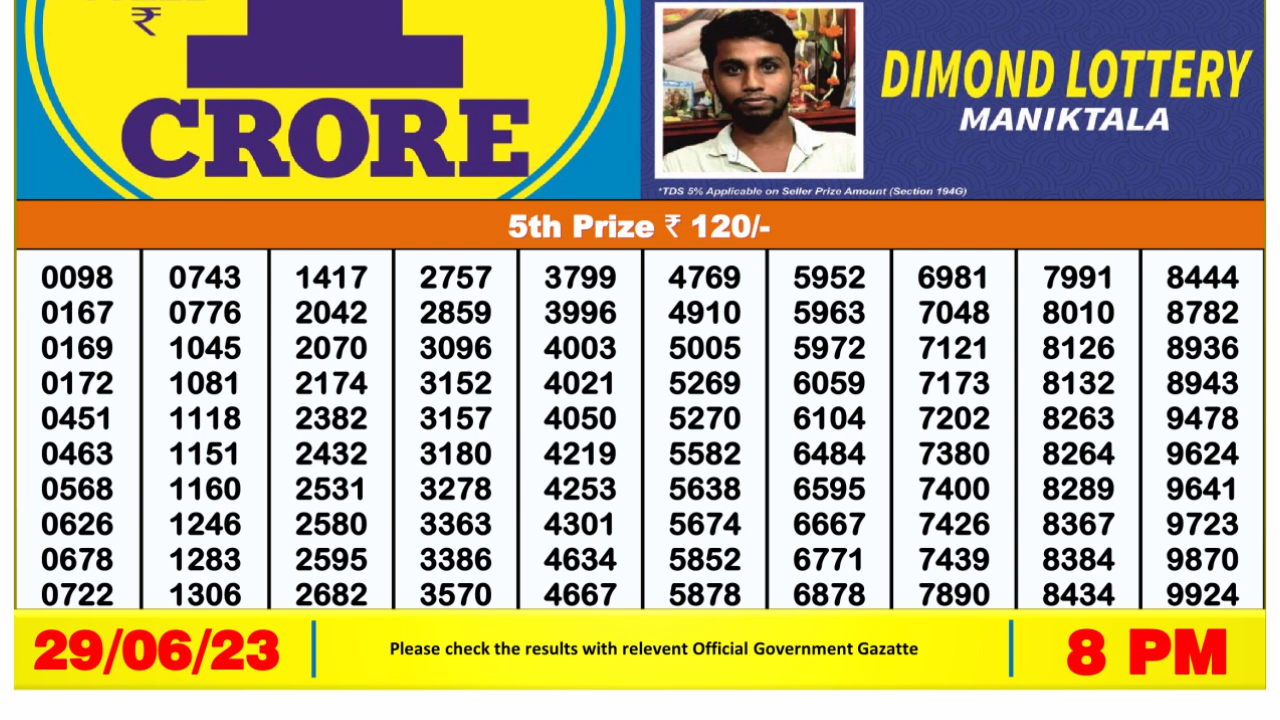 ₹
1
CRORE
DIMOND LOTTERY
MANIKTALA
*TDS 5% Applicable on Seller Prize Amount (Section 194G)
5th Prize ₹ 120/-
0098 0743 1417 2757 3799 4769 5952 6981 7991 8444
0167 0776 2042 2859 3996 4910 5963 7048 8010 8782
0169 1045 2070 3096 4003 5005 5972 7121 8126 8936
0172 1081 2174 3152 4021 5269 6059 7173 8132 8943
0451 1118 2382 3157 4050 5270 6104 7202 8263 9478
0463 1151 2432 3180 4219 5582 6484 7380 8264 9624
0568 1160 2531 3278 4253 5638 6595 7400 8289 9641
0626 1246 2580 3363 4301 5674 6667 7426 8367 9723
0678 1283 2595 3386 4634 5852 6771 7439 8384 9870
0722 1306 2682 3570 4667 5878 6878 7890 8434 9924
29/06/23 Please check the results with relevent Official Government Gazatte 8 PM